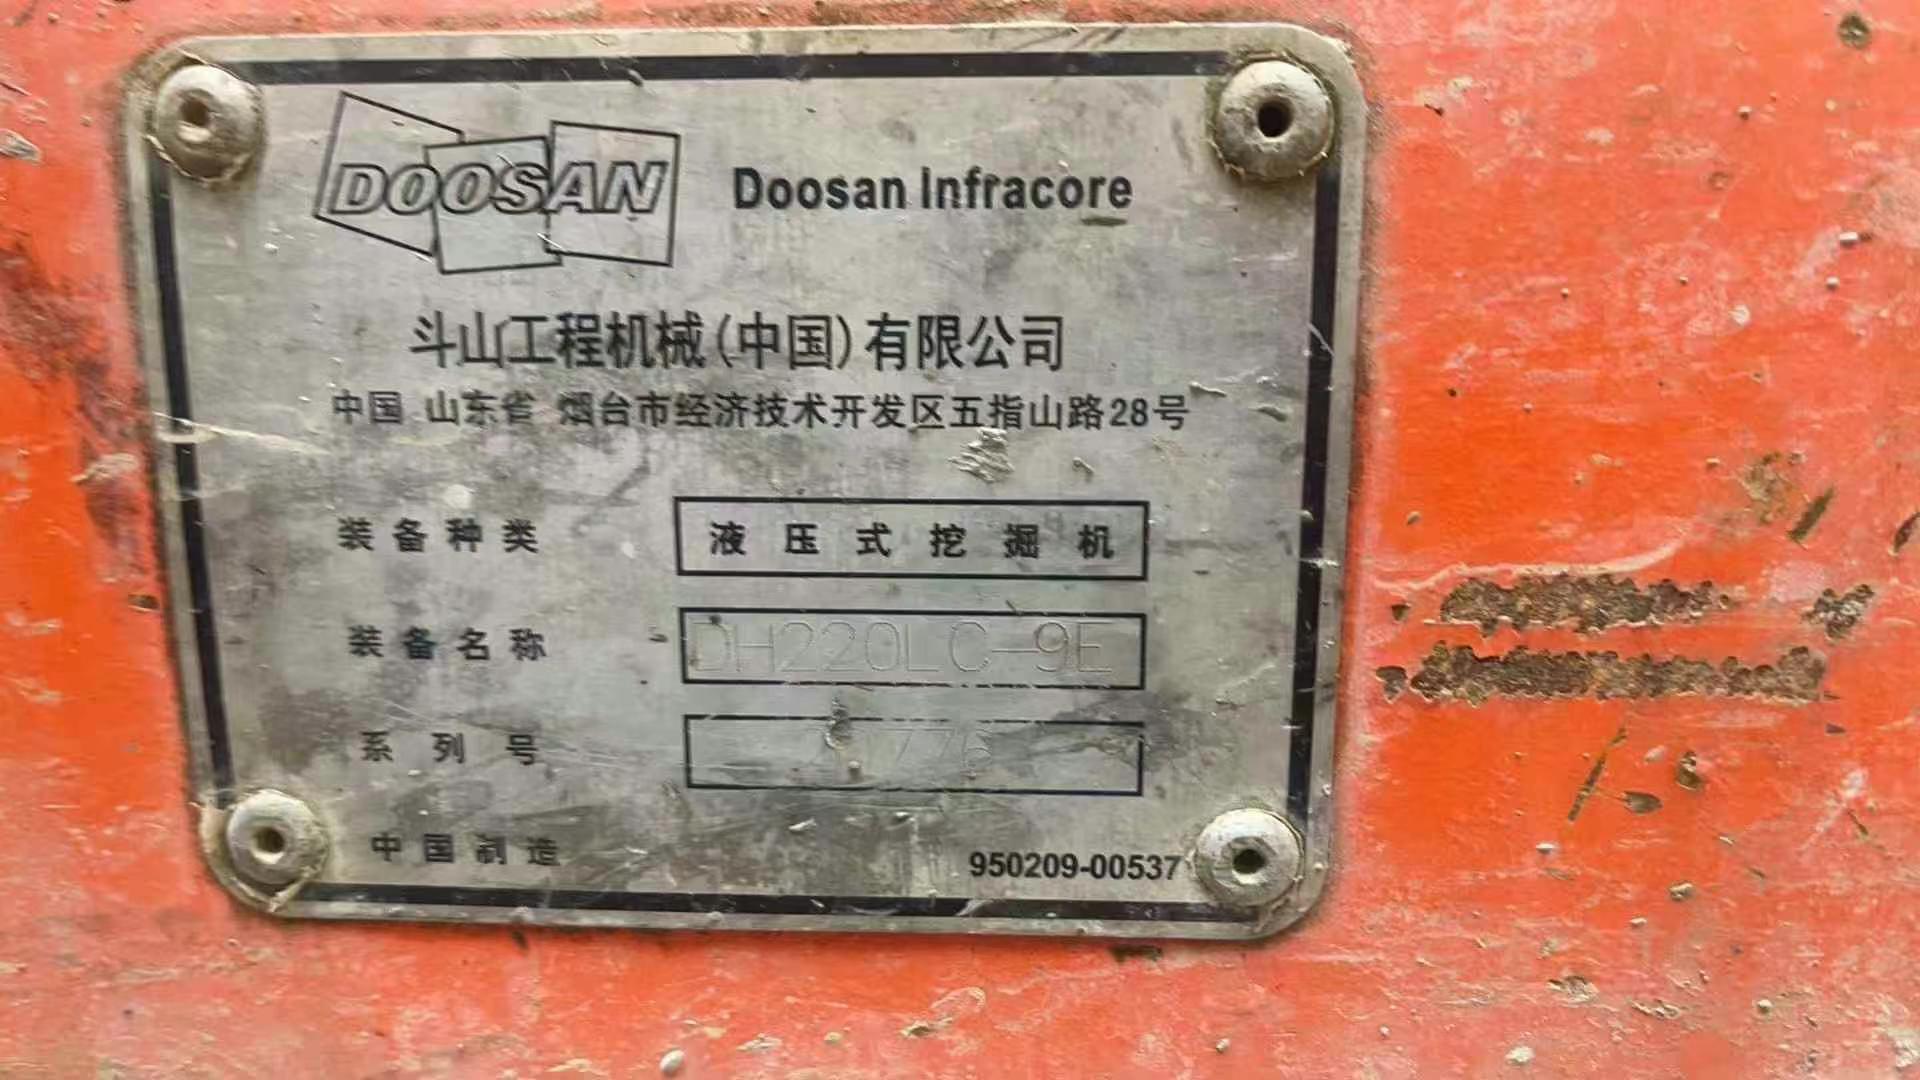 DOOSAN Doosan Infracore
斗山工程机械(中国)有限公司
中国 山东省 烟台市经济技术开发区五指山路28号
装备种类 液压式挖掘机
装备名称 DH220LC-9E
系列号
中国制造 950209-00537